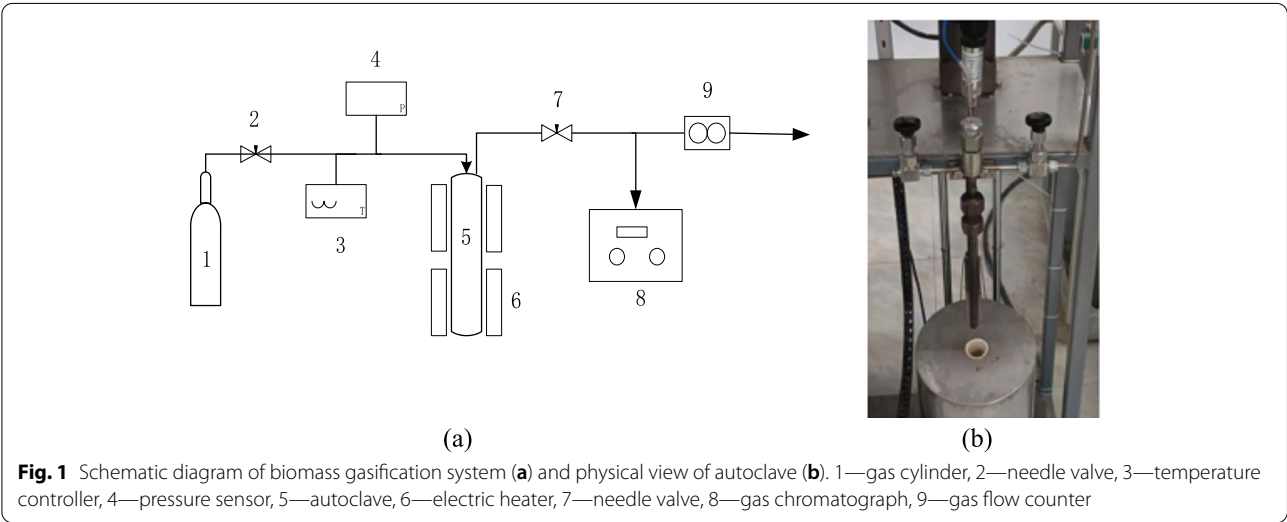 4
9
7
2
P
T
3
1
5
6
8
(a)
(b)
Fig. 1 Schematic diagram of biomass gasification system (a) and physical view of autoclave (b). 1—gas cylinder, 2—needle valve, 3—temperature
controller, 4—pressure sensor, 5—autoclave, 6—electric heater, 7—needle valve, 8—gas chromatograph, 9—gas flow counter